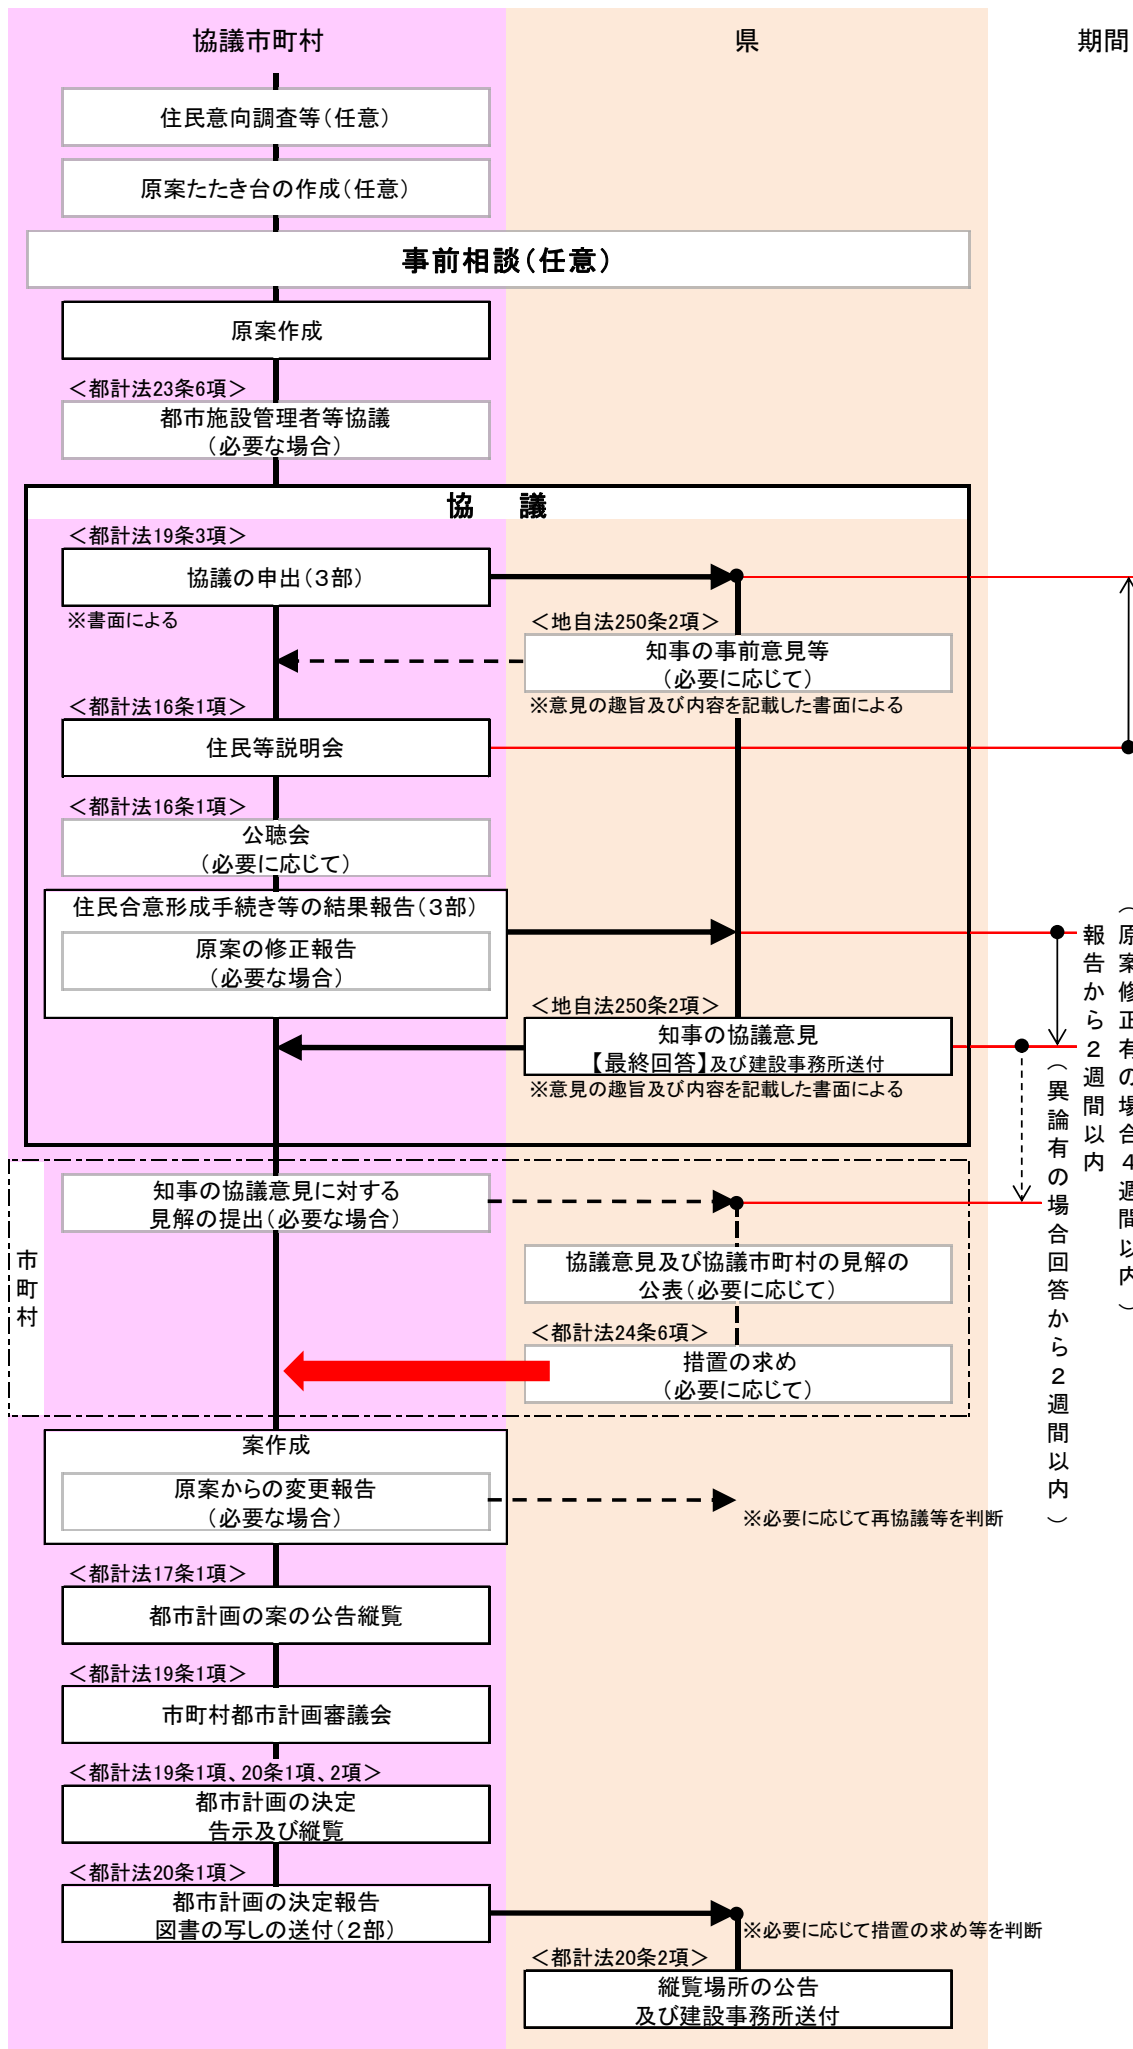 協議市町村
県
期間
住民意向調査等（任意）
原案たたき台の作成（任意）
事前相談（任意）
原案作成
＜都計法23条6項＞
都市施設管理者等協議
（必要な場合）
協　議
＜都計法19条3項＞
協議の申出（３部）
※書面による
＜地自法250条2項＞
知事の事前意見等
（必要に応じて）
※意見の趣旨及び内容を記載した書面による
＜都計法16条1項＞
住民等説明会
＜都計法16条1項＞
公聴会
（必要に応じて）
住民合意形成手続き等の結果報告（３部）
原案の修正報告
（必要な場合）
＜地自法250条2項＞
知事の協議意見
【最終回答】及び建設事務所送付
※意見の趣旨及び内容を記載した書面による
報告から２週間以内
（原案修正有の場合４週間以内）
（異論有の場合回答から２週間以内）
市町村
知事の協議意見に対する
見解の提出（必要な場合）
協議意見及び協議市町村の見解の
公表（必要に応じて）
＜都計法24条6項＞
措置の求め
（必要に応じて）
案作成
原案からの変更報告
（必要な場合）
※必要に応じて再協議等を判断
＜都計法17条1項＞
都市計画の案の公告縦覧
＜都計法19条1項＞
市町村都市計画審議会
＜都計法19条1項、20条1項、2項＞
都市計画の決定
告示及び縦覧
＜都計法20条1項＞
都市計画の決定報告
図書の写しの送付（２部）
※必要に応じて措置の求め等を判断
＜都計法20条2項＞
縦覧場所の公告
及び建設事務所送付